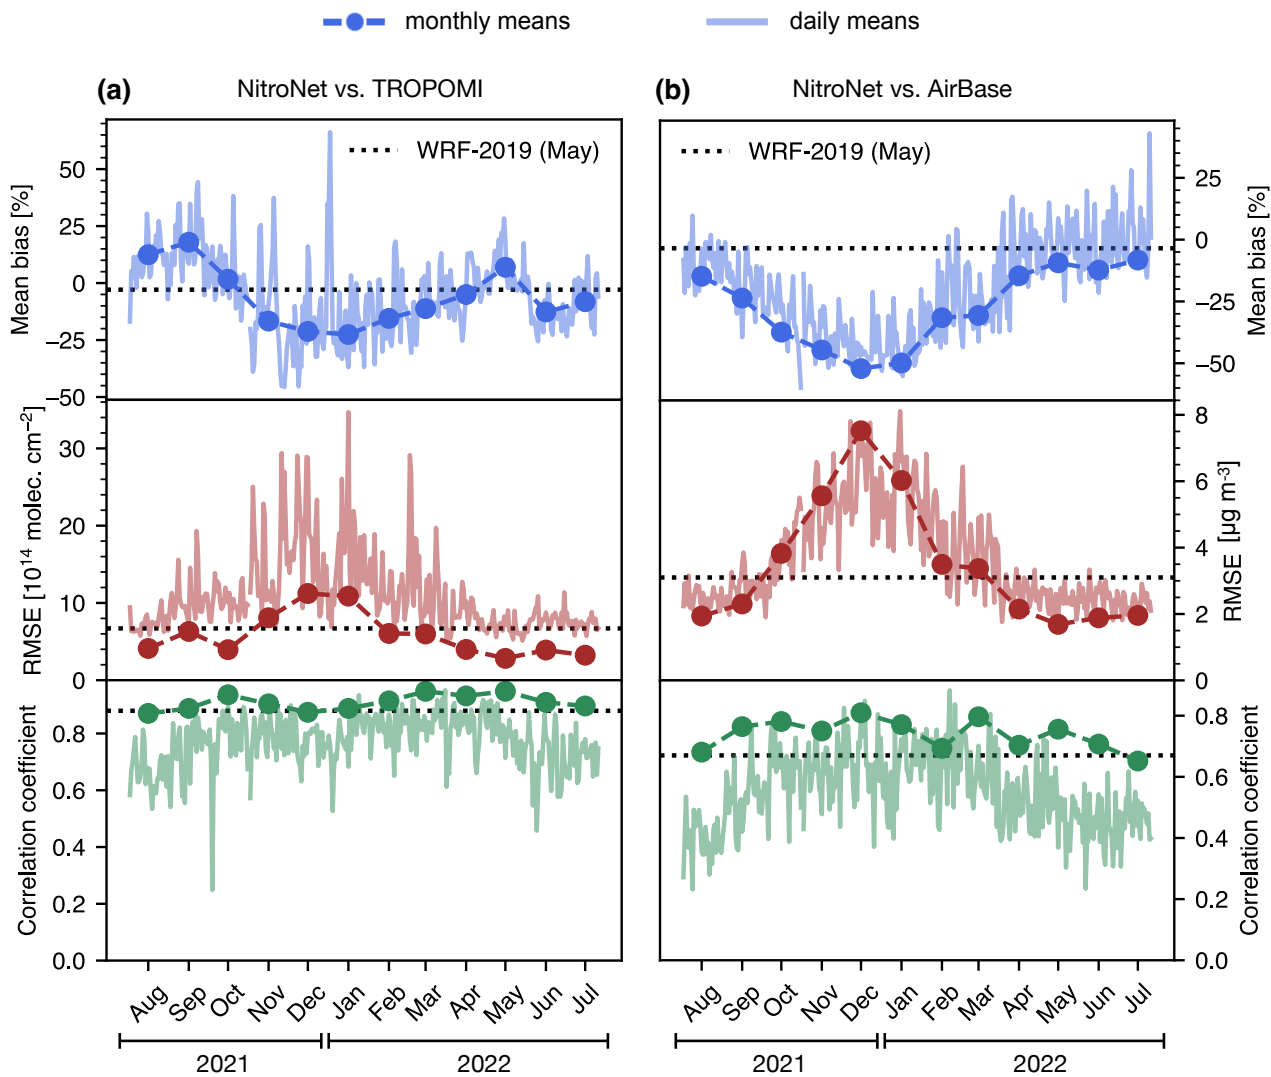 monthly means
daily means
(a) NitroNet vs. TROPOMI
(b) NitroNet vs. AirBase
WRF-2019 (May)
WRF-2019 (May)
Mean bias [%]
50
25
0
−25
−50
Mean bias [%]
25
0
−25
−50
RMSE [10¹⁴ molec. cm⁻²]
30
20
10
0
RMSE [µg m⁻³]
8
6
4
2
0
Correlation coefficient
0.8
0.6
0.4
0.2
0.0
Correlation coefficient
0.8
0.6
0.4
0.2
0.0
Aug Sep Oct Nov Dec Jan Feb Mar Apr May Jun Jul
2021 2022
Aug Sep Oct Nov Dec Jan Feb Mar Apr May Jun Jul
2021 2022